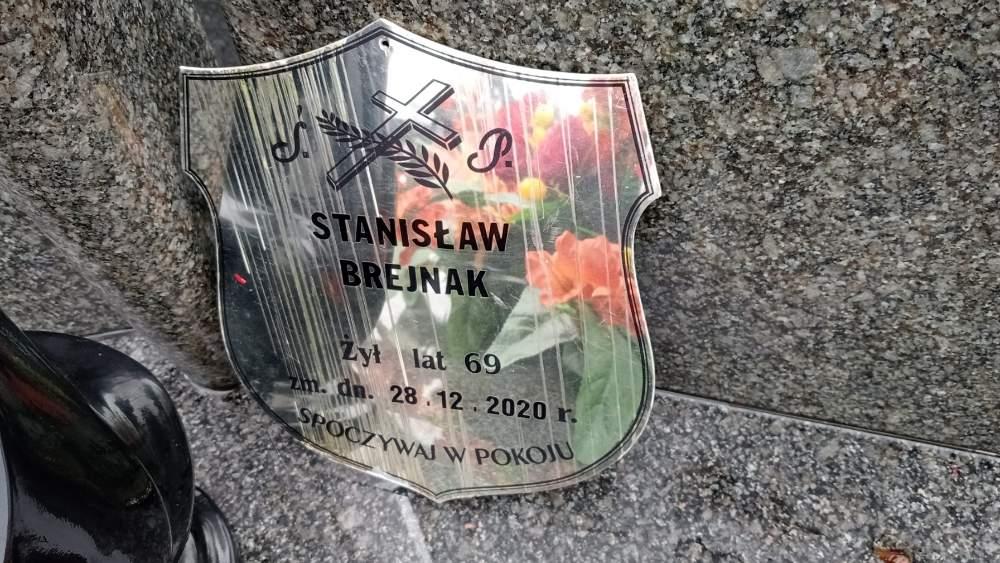 Ś. P.
STANISŁAW
BREJNAK
Żył lat 69
zm. dn. 28.12.2020 r.
SPOCZYWAJ W POKOJU